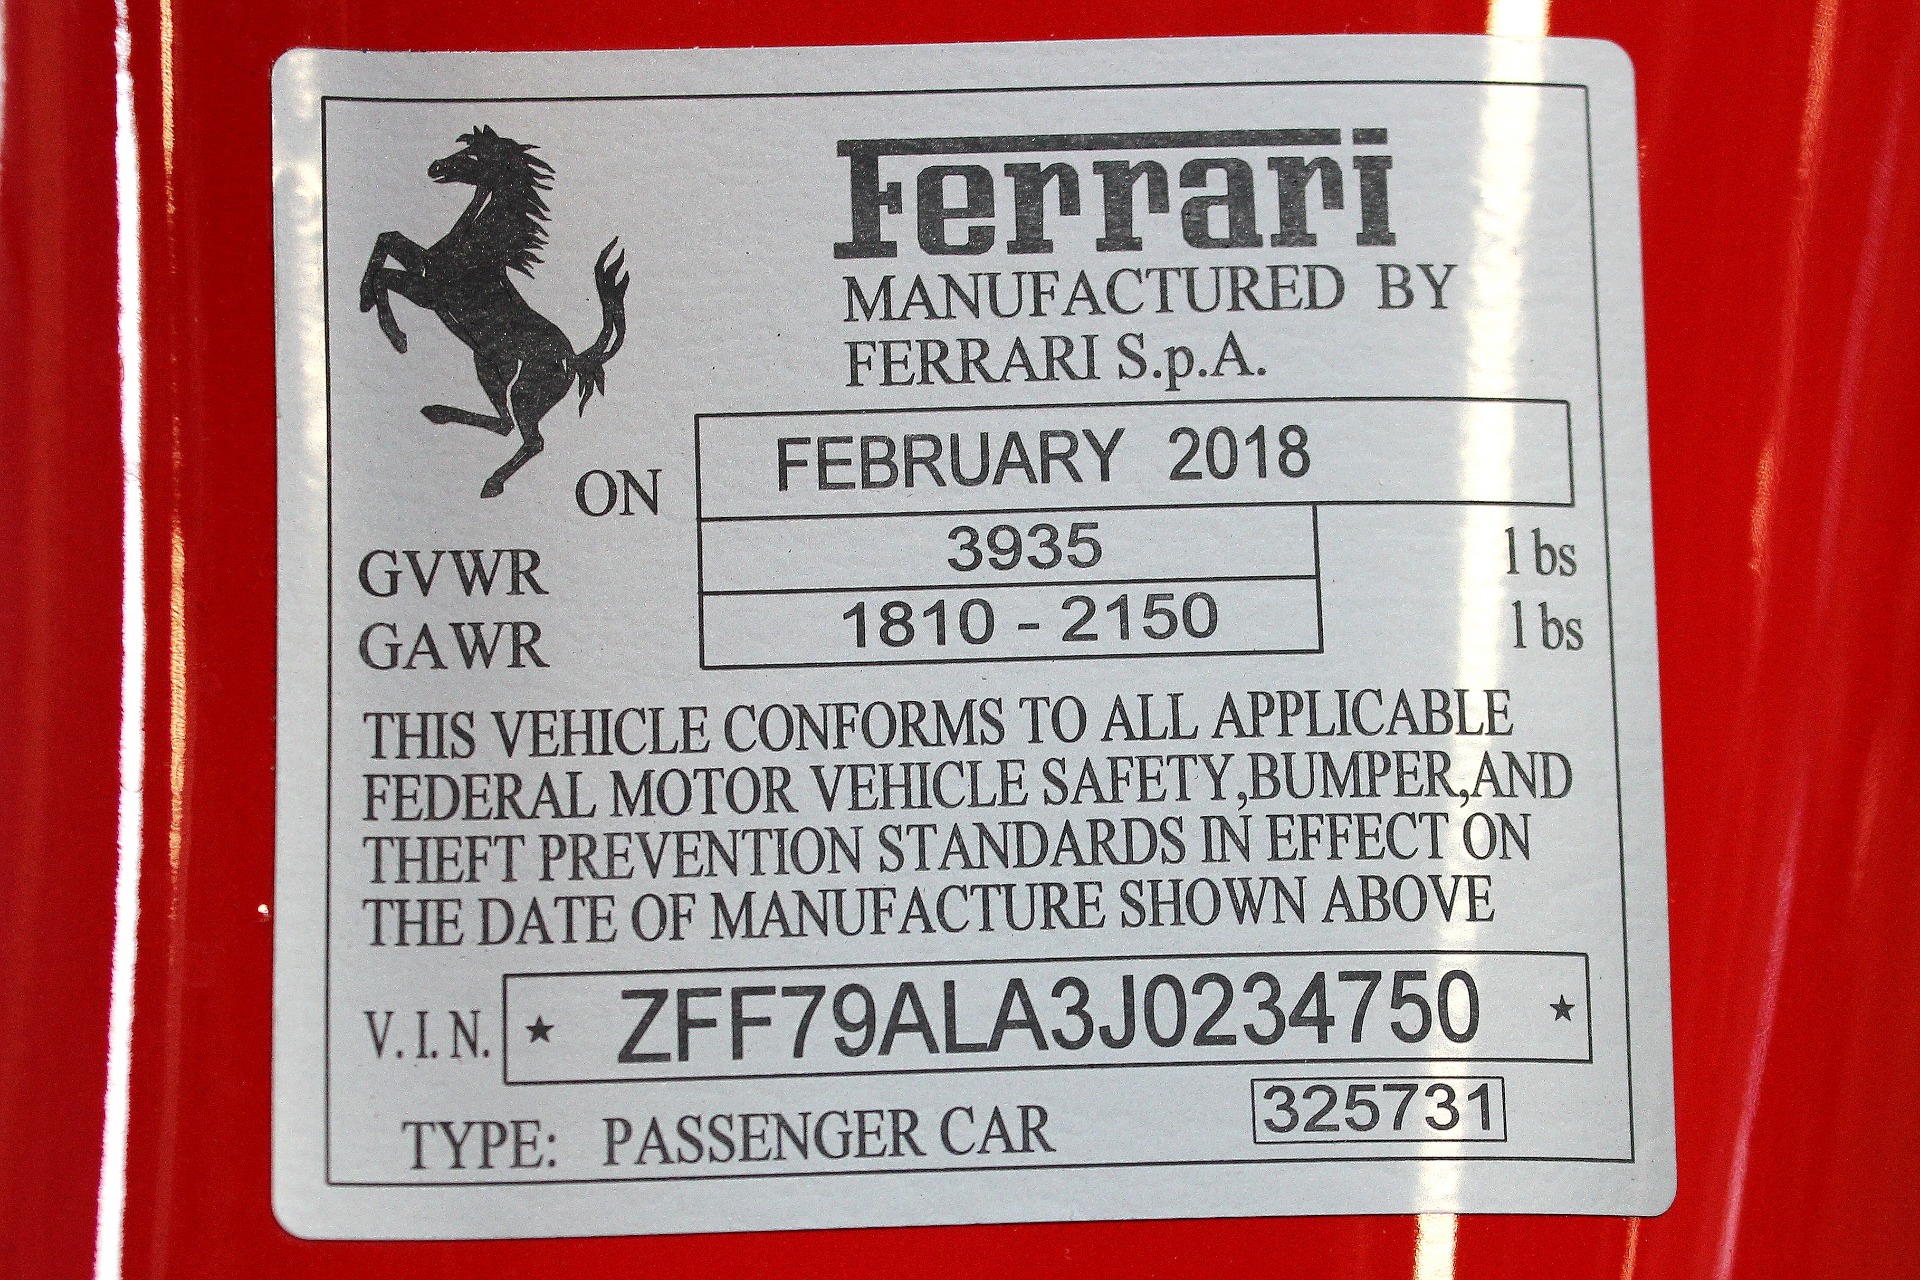 Ferrari
MANUFACTURED BY
FERRARI S.p.A.
ON FEBRUARY 2018
GVWR 3935 lbs
GAWR 1810 - 2150 lbs
THIS VEHICLE CONFORMS TO ALL APPLICABLE
FEDERAL MOTOR VEHICLE SAFETY,BUMPER,AND
THEFT PREVENTION STANDARDS IN EFFECT ON
THE DATE OF MANUFACTURE SHOWN ABOVE
V.I.N. ★ ZFF79ALA3J0234750 ★
TYPE: PASSENGER CAR 325731